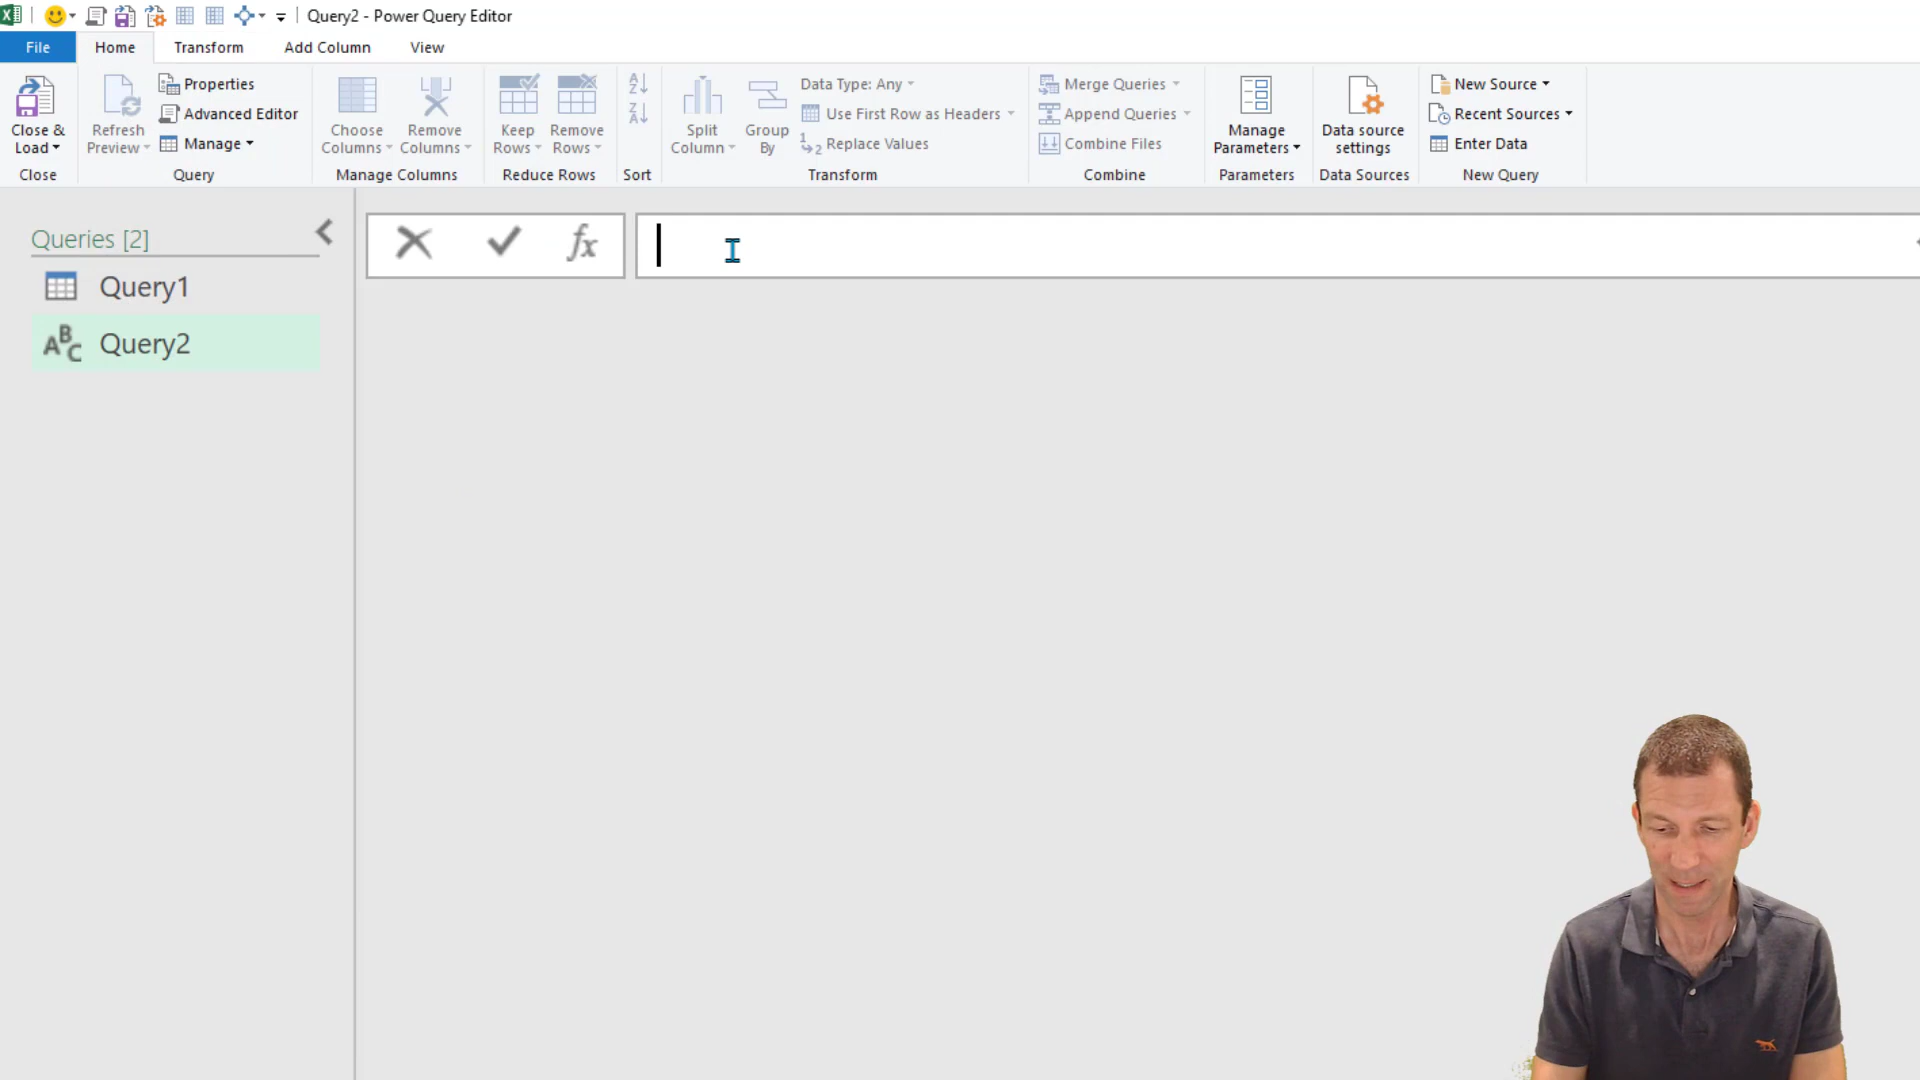 Query2 - Power Query Editor
File Home Transform Add Column View
Close & Load
Refresh Preview
Properties
Advanced Editor
Manage
Choose Columns
Remove Columns
Keep Rows
Remove Rows
Split Column
Group By
Data Type: Any
Use First Row as Headers
Replace Values
Merge Queries
Append Queries
Combine Files
Manage Parameters
Data source settings
New Source
Recent Sources
Enter Data
Close Query Manage Columns Reduce Rows Sort Transform Combine Parameters Data Sources New Query
Queries [2]
fx
Query1
ABC Query2